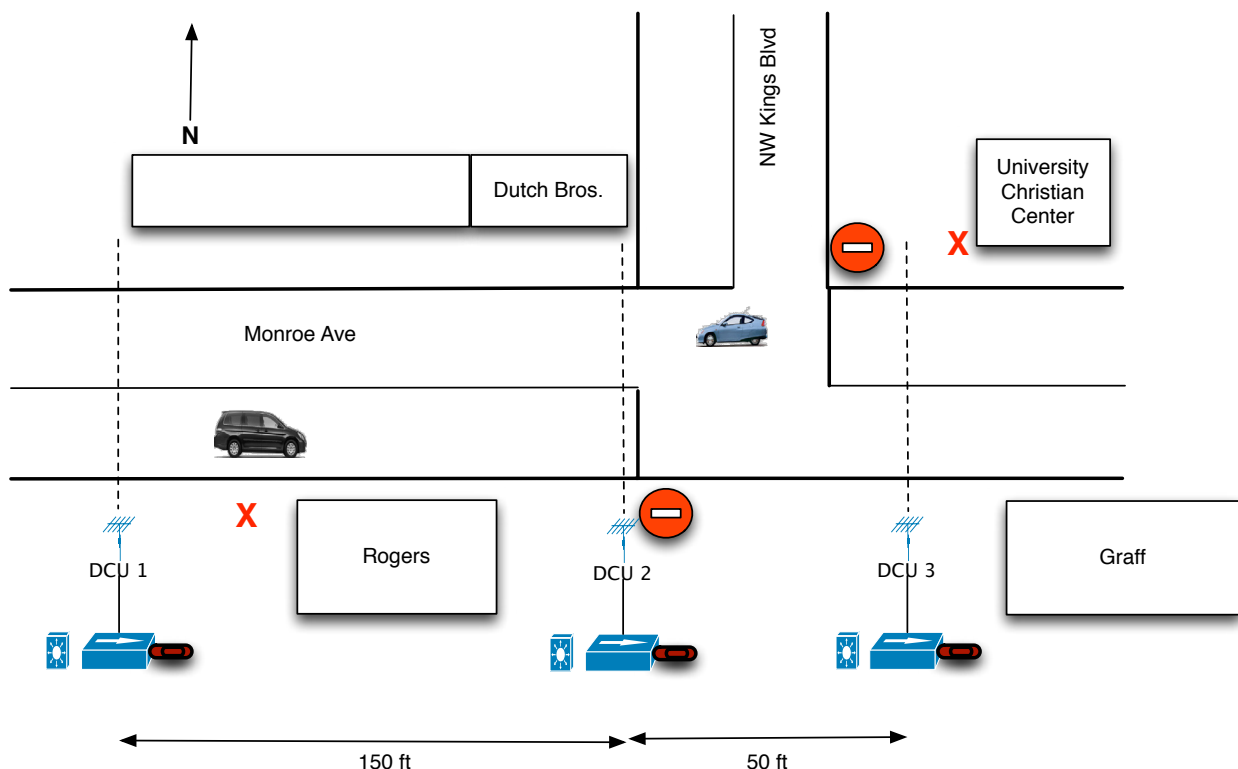 N
NW Kings Blvd
Dutch Bros.
University
Christian
Center
X
Monroe Ave
X
Rogers
Graff
DCU 1
DCU 2
DCU 3
150 ft
50 ft